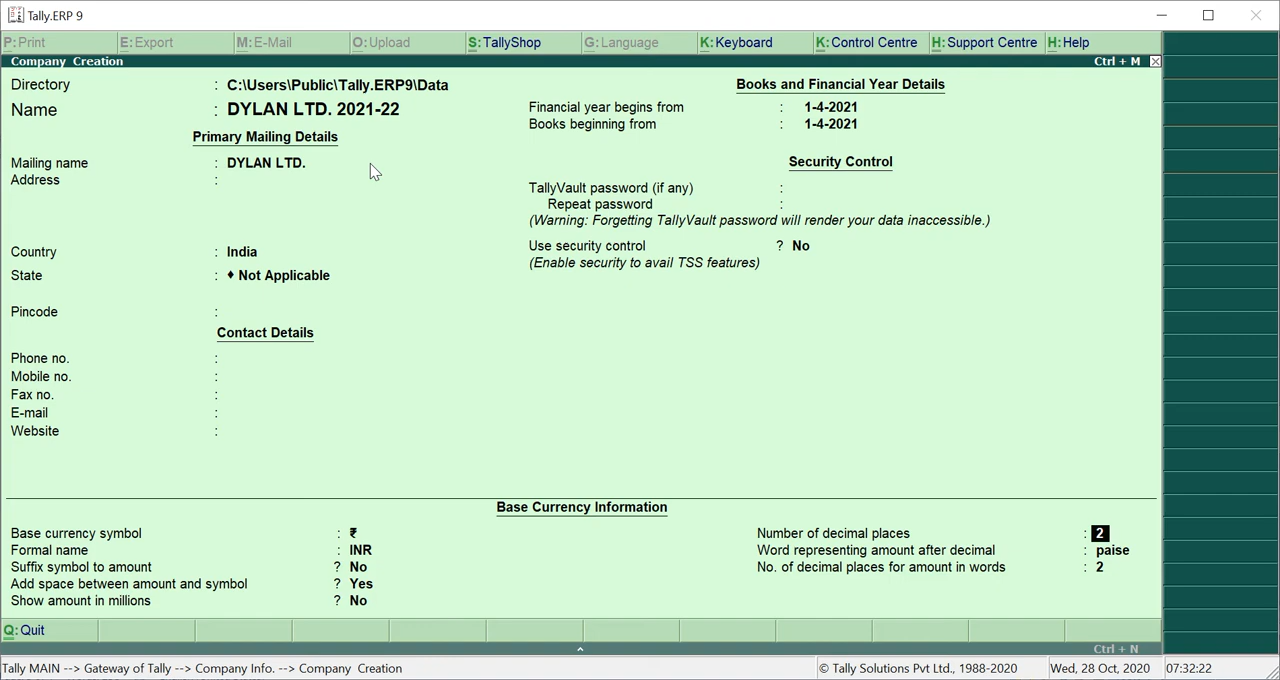 Tally.ERP 9
P: Print E: Export M: E-Mail O: Upload S: TallyShop G: Language K: Keyboard K: Control Centre H: Support Centre H: Help
Company Creation Ctrl + M
Directory : C:\Users\Public\Tally.ERP9\Data
Name : DYLAN LTD. 2021-22
Primary Mailing Details
Mailing name : DYLAN LTD.
Address :
Country : India
State : ♦ Not Applicable
Pincode :
Contact Details
Phone no. :
Mobile no. :
Fax no. :
E-mail :
Website :
Books and Financial Year Details
Financial year begins from : 1-4-2021
Books beginning from : 1-4-2021
Security Control
TallyVault password (if any) :
Repeat password :
(Warning: Forgetting TallyVault password will render your data inaccessible.)
Use security control ? No
(Enable security to avail TSS features)
Base Currency Information
Base currency symbol : ₹
Formal name : INR
Suffix symbol to amount ? No
Add space between amount and symbol ? Yes
Show amount in millions ? No
Number of decimal places : 2
Word representing amount after decimal : paise
No. of decimal places for amount in words : 2
Q: Quit
Ctrl + N
Tally MAIN --> Gateway of Tally --> Company Info. --> Company Creation © Tally Solutions Pvt Ltd., 1988-2020 Wed, 28 Oct, 2020 07:32:22